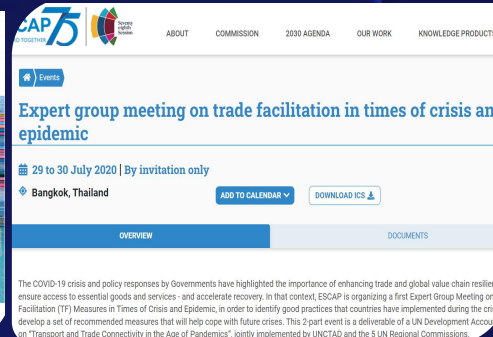 CAP 75
D TOGETHER
Seventy
eighth
Session
ABOUT COMMISSION 2030 AGENDA OUR WORK KNOWLEDGE PRODUCTS
Events
Expert group meeting on trade facilitation in times of crisis an
epidemic
29 to 30 July 2020 | By invitation only
Bangkok, Thailand
ADD TO CALENDAR DOWNLOAD ICS
OVERVIEW DOCUMENTS
The COVID-19 crisis and policy responses by Governments have highlighted the importance of enhancing trade and global value chain resilien
ensure access to essential goods and services - and accelerate recovery. In that context, ESCAP is organizing a first Expert Group Meeting on
Facilitation (TF) Measures in Times of Crisis and Epidemic, in order to identify good practices that countries have implemented during the cris
develop a set of recommended measures that will help cope with future crises. This 2-part event is a deliverable of a UN Development Accou
on "Transport and Trade Connectivity in the Age of Pandemics", jointly implemented by UNCTAD and the 5 UN Regional Commissions.